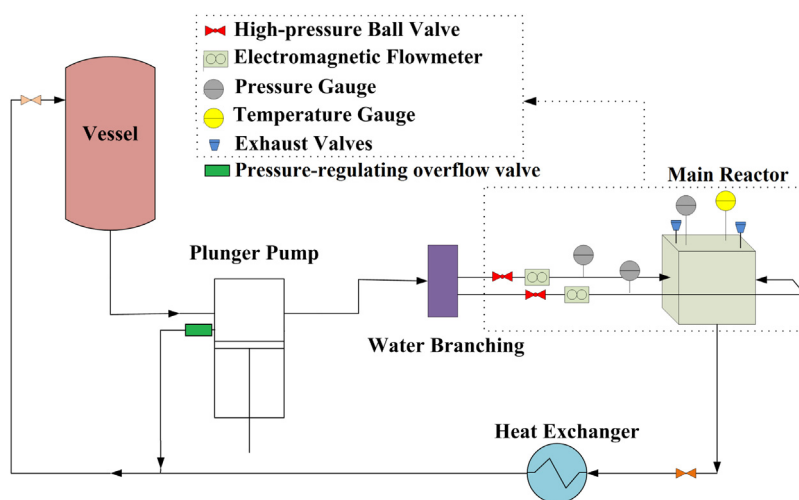 High-pressure Ball Valve
Electromagnetic Flowmeter
Pressure Gauge
Temperature Gauge
Exhaust Valves
Pressure-regulating overflow valve
Vessel
Main Reactor
Plunger Pump
Water Branching
Heat Exchanger